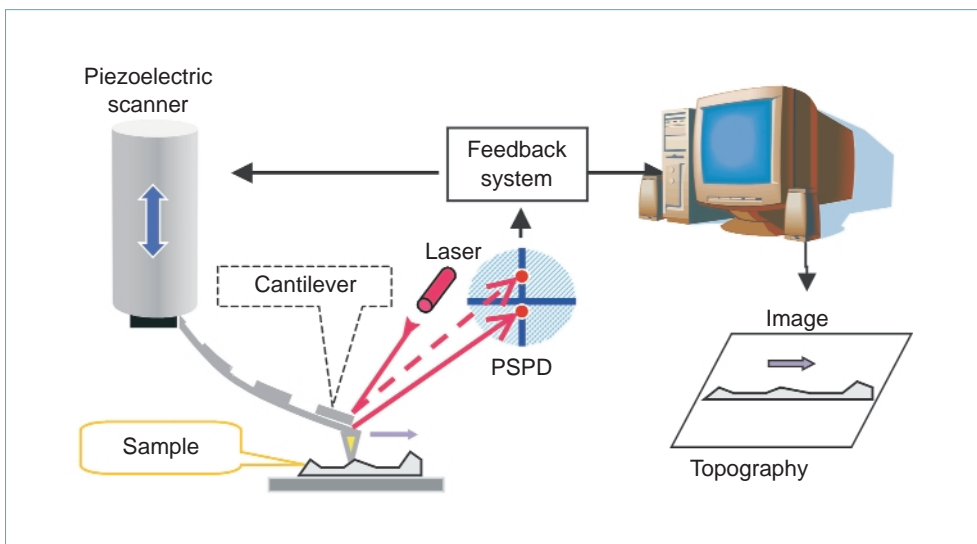 Piezoelectric
scanner
Feedback
system
Laser
Cantilever
PSPD
Image
Sample
Topography